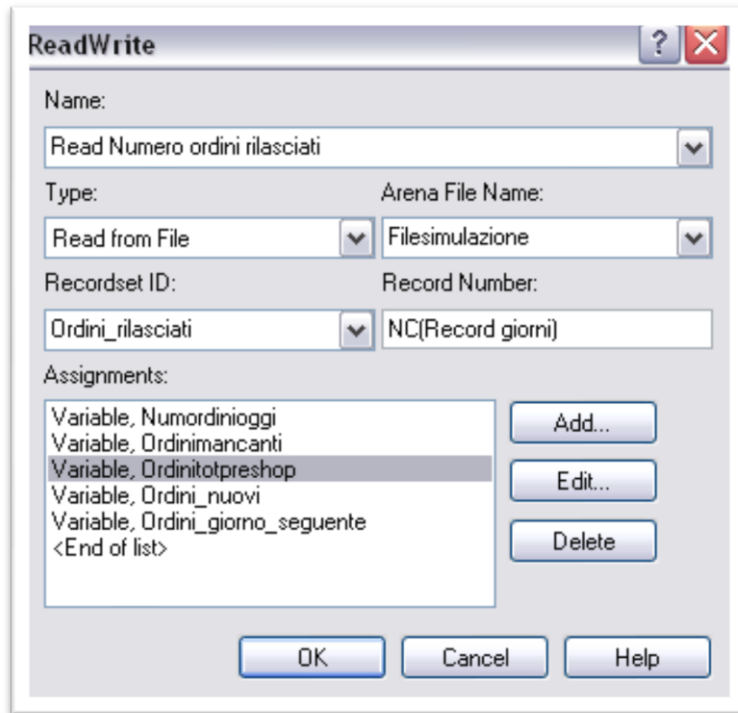 ReadWrite
Name:
Read Numero ordini rilasciati
Type:
Arena File Name:
Read from File
Filesimulazione
Recordset ID:
Record Number:
Ordini_rilasciati
NC(Record giorni)
Assignments:
Variable, Numordinioggi
Variable, Ordinimancanti
Variable, Ordinitotpreshop
Variable, Ordini_nuovi
Variable, Ordini_giorno_seguente
<End of list>
Add...
Edit...
Delete
OK
Cancel
Help